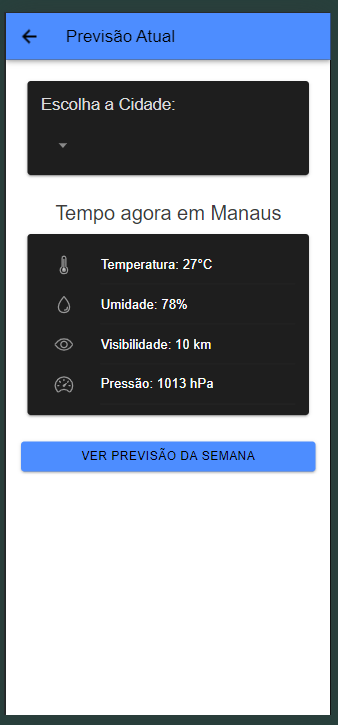 Previsão Atual
Escolha a Cidade:
Tempo agora em Manaus
Temperatura: 27°C
Umidade: 78%
Visibilidade: 10 km
Pressão: 1013 hPa
VER PREVISÃO DA SEMANA